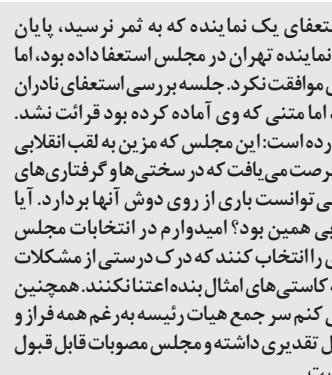 ستعفای یک نماینده که به ثمر نرسید، پایان
نماینده تهران در مجلس استعفا داده بود، اما
موافقت نکرد. جلسه بررسی استعفای نادران
اما متنی که وی آماده کرده بود قرائت نشد.
رده است: این مجلس که مزین به لقب انقلابی
رصت می‌یافت که در سختی‌ها و گرفتاری‌های
ی توانست باری از روی دوش آنها بردارد. آیا
بی همین بود؟ امیدوارم در انتخابات مجلس
ی را انتخاب کنند که درک درستی از مشکلات
کاستی‌های امثال بنده اعتنا نکنند. همچنین
ی کنم سر جمع هیات رئیسه به‌رغم همه فراز و
ل تقدیری داشته و مجلس مصوبات قابل قبول